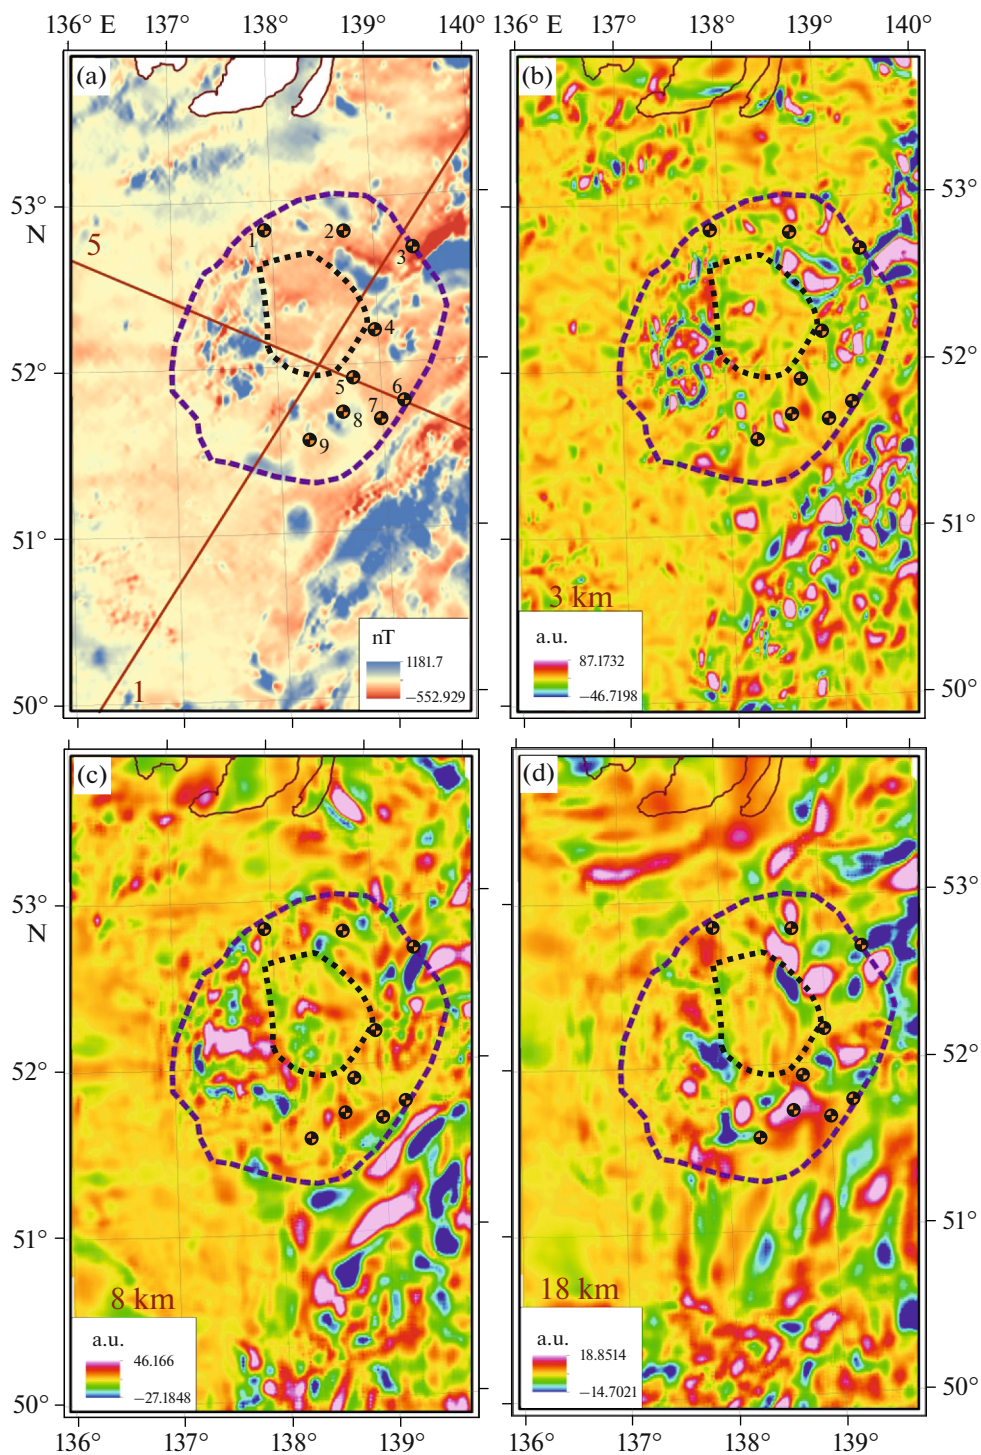 136° E 137° 138° 139° 140°
136° E 137° 138° 139° 140°
(a)
(b)
53°
N
53°
1
2
3
5
4
52°
52°
5
6
7
8
9
51°
51°
3 km
nT
1181.7
−552.929
a.u.
87.1732
−46.7198
1
50°
50°
(c)
(d)
53°
N
53°
52°
52°
51°
51°
8 km
18 km
a.u.
46.166
−27.1848
a.u.
18.8514
−14.7021
50°
50°
136° 137° 138° 139°
136° 137° 138° 139°